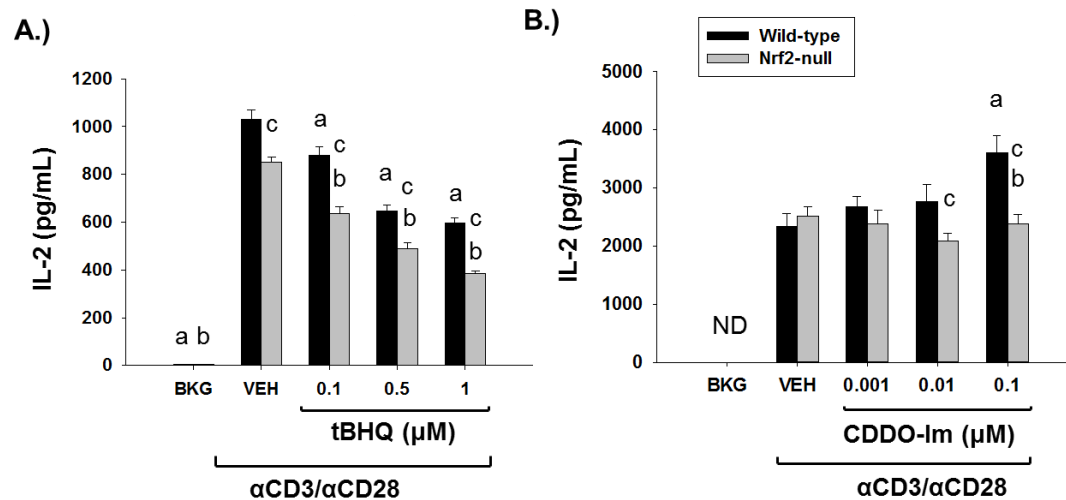 A.)
IL-2 (pg/mL)
1200
1000
800
600
400
200
0
a b
c
a
c
b
a
c
b
a
c
b
BKG VEH 0.1 0.5 1
tBHQ (µM)
αCD3/αCD28
B.)
Wild-type
Nrf2-null
IL-2 (pg/mL)
5000
4000
3000
2000
1000
0
ND
c
a
c
b
BKG VEH 0.001 0.01 0.1
CDDO-Im (µM)
αCD3/αCD28